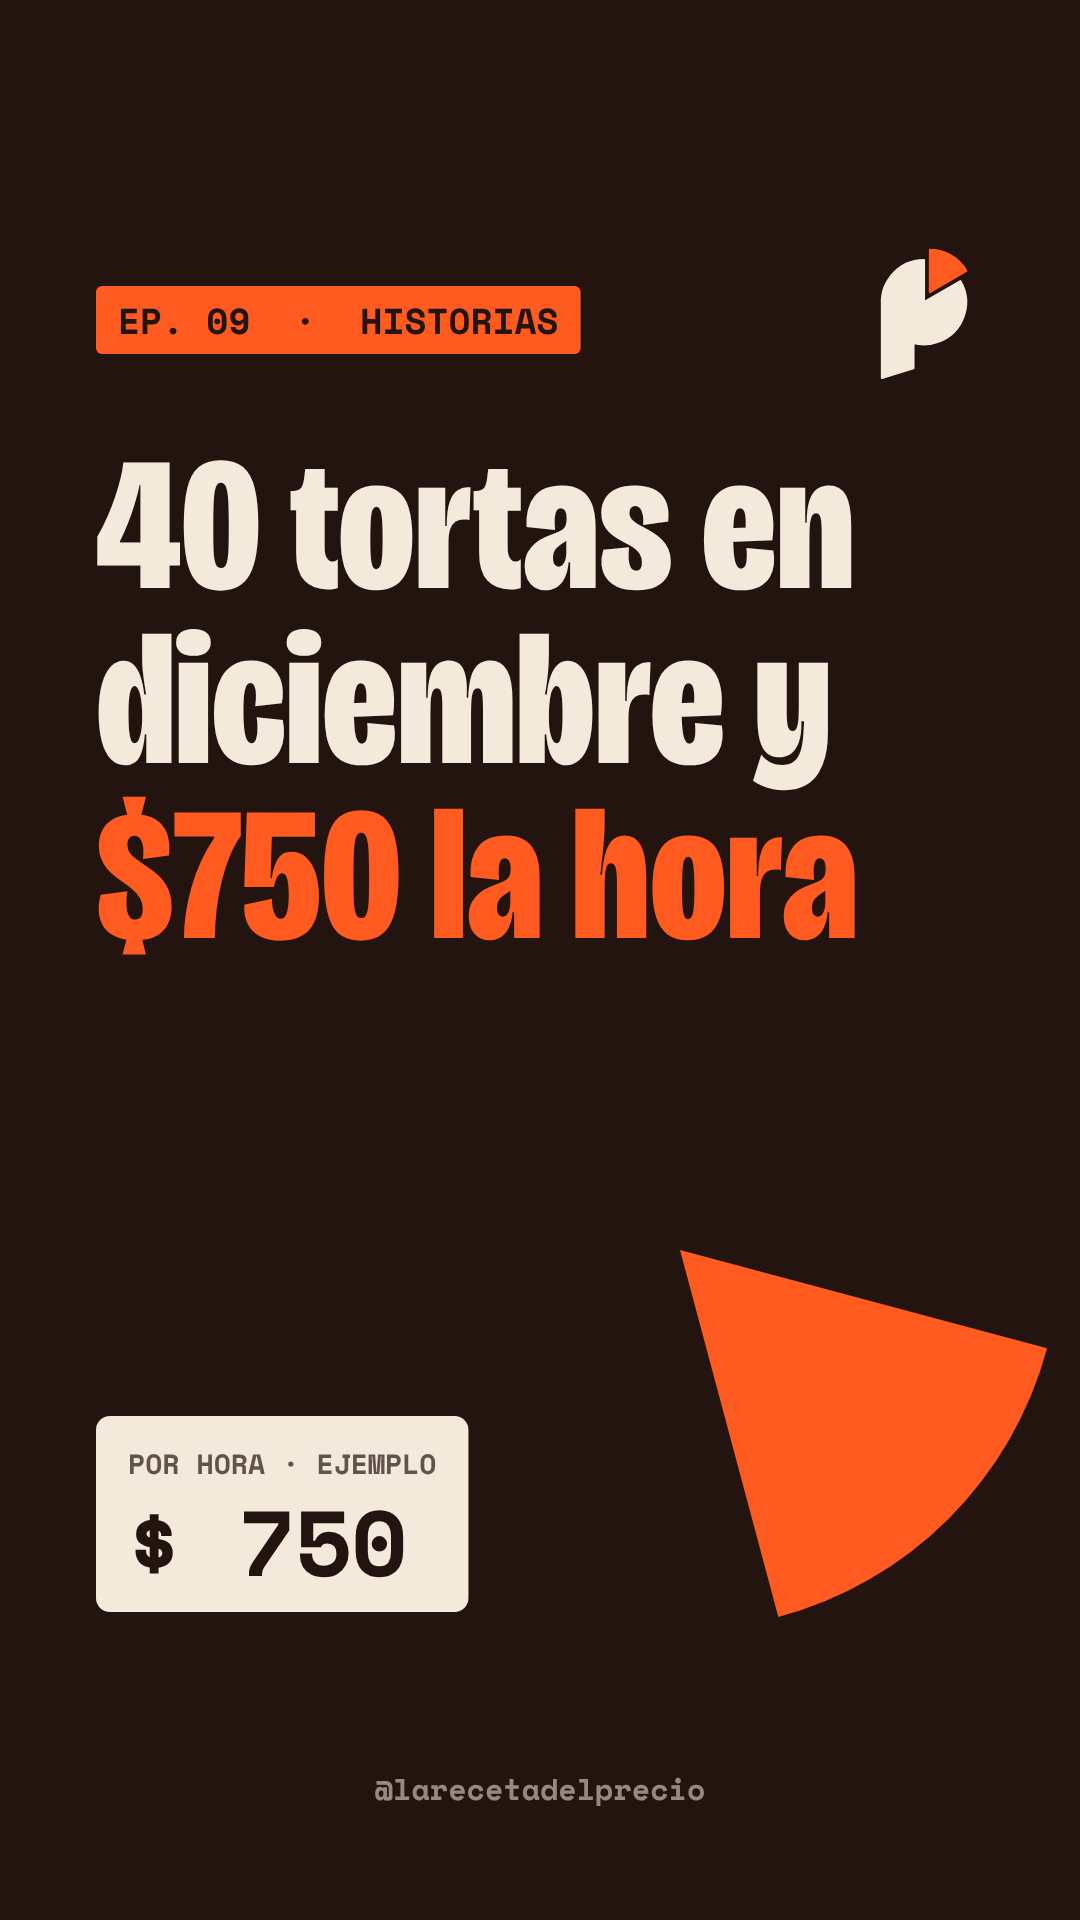 EP. 09 · HISTORIAS
40 tortas en
diciembre y
$750 la hora
POR HORA · EJEMPLO
$ 750
@larecetadelprecio